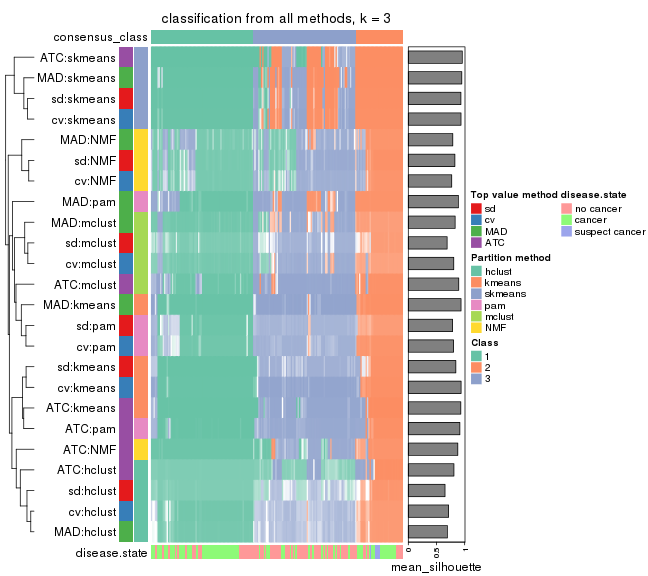 classification from all methods, k = 3
consensus_class
ATC:skmeans
MAD:skmeans
sd:skmeans
cv:skmeans
MAD:NMF
sd:NMF
cv:NMF
MAD:pam
MAD:mclust
sd:mclust
cv:mclust
ATC:mclust
MAD:kmeans
sd:pam
cv:pam
sd:kmeans
cv:kmeans
ATC:kmeans
ATC:pam
ATC:NMF
ATC:hclust
sd:hclust
cv:hclust
MAD:hclust
disease.state
0
0.5
1
mean_silhouette
Top value method
sd
cv
MAD
ATC
Partition method
hclust
kmeans
skmeans
pam
mclust
NMF
Class
1
2
3
disease.state
no cancer
cancer
suspect cancer